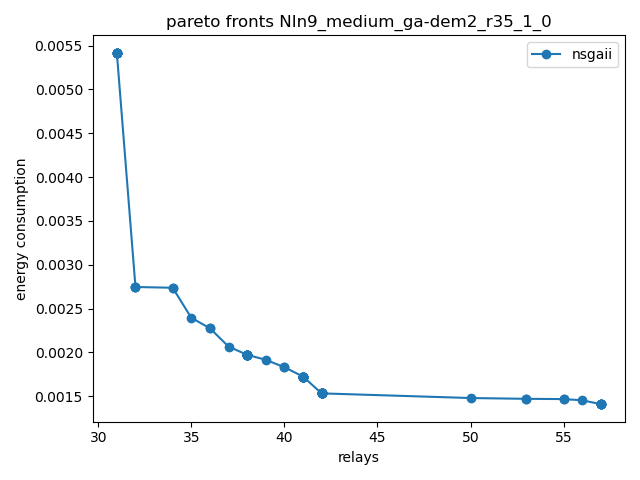 pareto fronts NIn9_medium_ga-dem2_r35_1_0
nsgaii
0.0055
0.0050
0.0045
0.0040
0.0035
0.0030
0.0025
0.0020
0.0015
energy consumption
30 35 40 45 50 55
relays